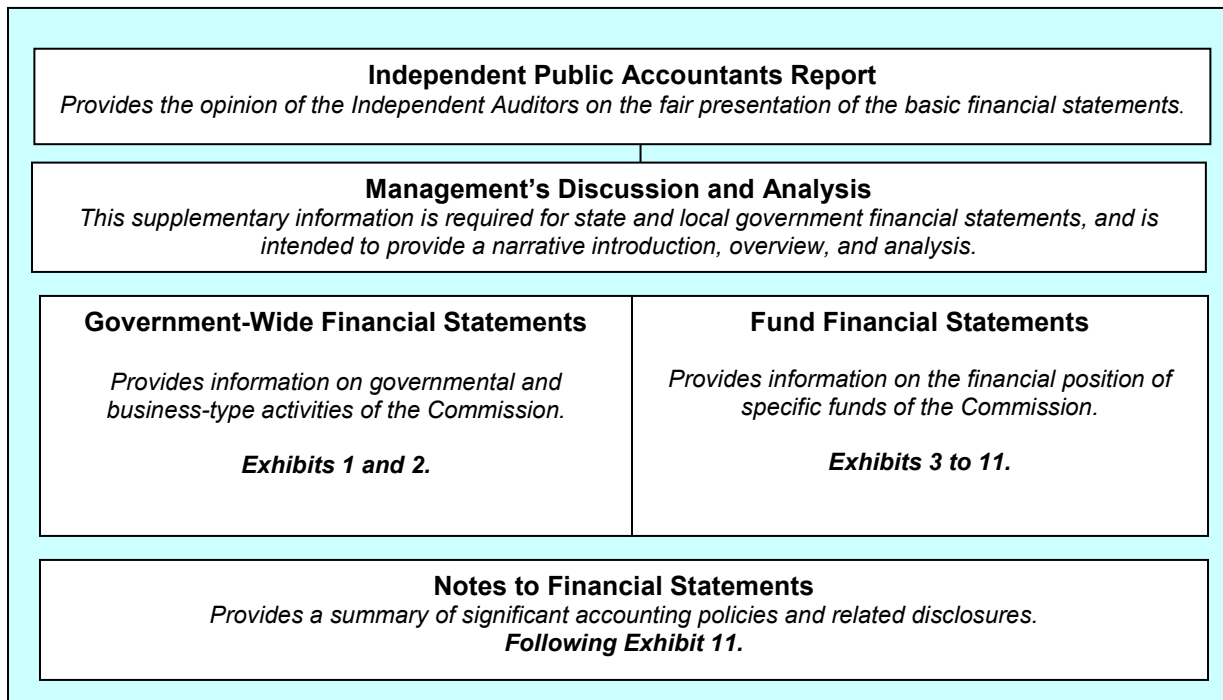 Independent Public Accountants Report
Provides the opinion of the Independent Auditors on the fair presentation of the basic financial statements.
Management’s Discussion and Analysis
This supplementary information is required for state and local government financial statements, and is
intended to provide a narrative introduction, overview, and analysis.
Government-Wide Financial Statements
Provides information on governmental and
business-type activities of the Commission.
Exhibits 1 and 2.
Fund Financial Statements
Provides information on the financial position of
specific funds of the Commission.
Exhibits 3 to 11.
Notes to Financial Statements
Provides a summary of significant accounting policies and related disclosures.
Following Exhibit 11.